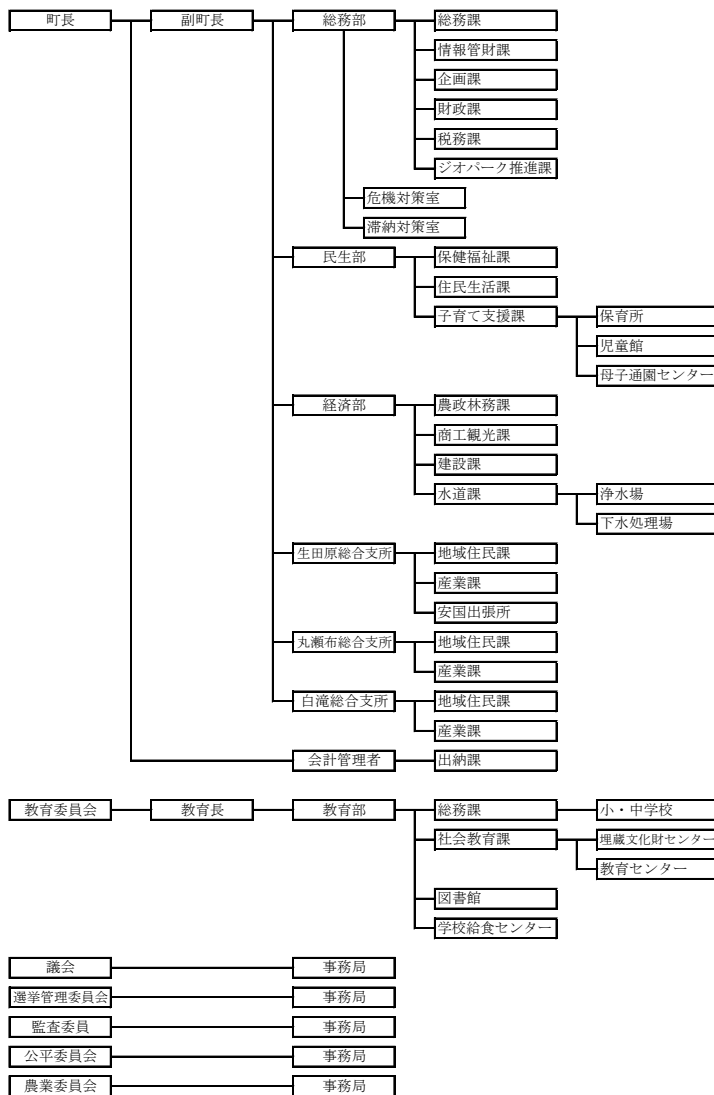 町長 副町長 総務部 総務課
情報管財課
企画課
財政課
税務課
ジオパーク推進課
危機対策室
滞納対策室
民生部 保健福祉課
住民生活課
子育て支援課 保育所
児童館
母子通園センター
経済部 農政林務課
商工観光課
建設課
水道課 浄水場
下水処理場
生田原総合支所 地域住民課
産業課
安国出張所
丸瀬布総合支所 地域住民課
産業課
白滝総合支所 地域住民課
産業課
会計管理者 出納課
教育委員会 教育長 教育部 総務課 小・中学校
社会教育課 埋蔵文化財センター
教育センター
図書館
学校給食センター
議会 事務局
選挙管理委員会 事務局
監査委員 事務局
公平委員会 事務局
農業委員会 事務局